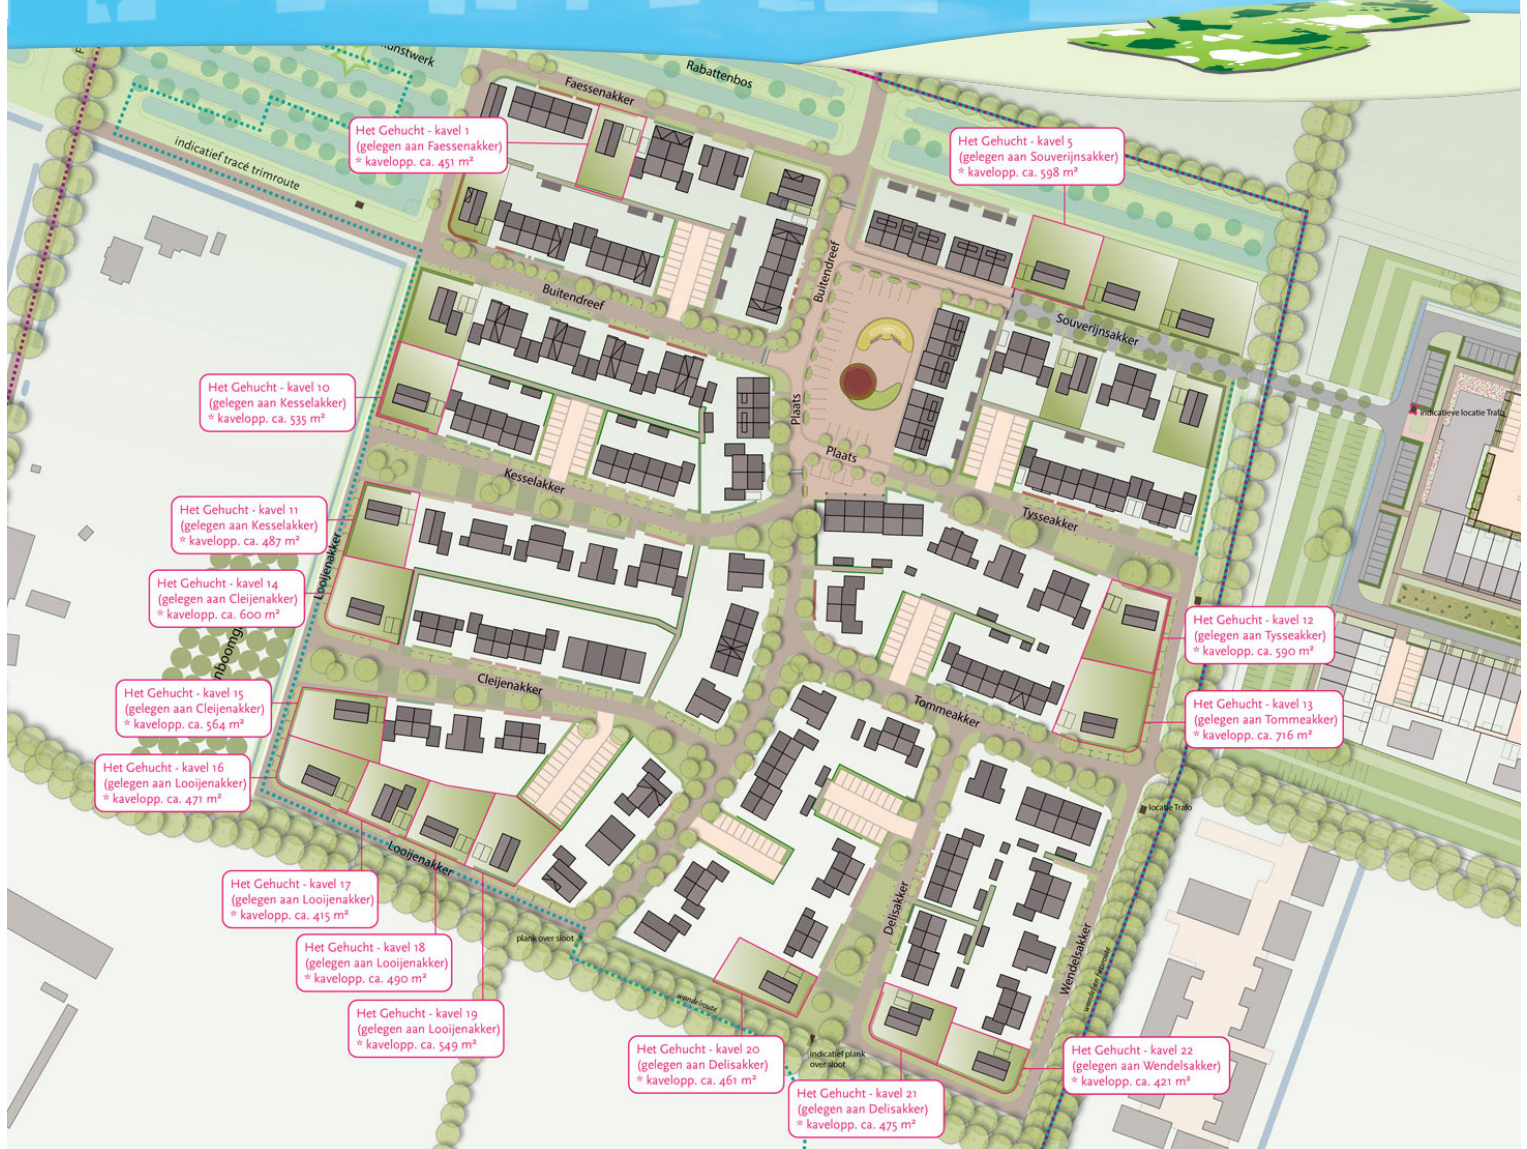 kunstwerk
Rabattenbos
Faessenakker
indicatief tracé trimroute
Het Gehucht - kavel 1
(gelegen aan Faessenakker)
* kavelopp. ca. 451 m²
Het Gehucht - kavel 5
(gelegen aan Souverijnsakker)
* kavelopp. ca. 598 m²
Buitendreef
Buitendreef
Souverijnsakker
Het Gehucht - kavel 10
(gelegen aan Kesselakker)
* kavelopp. ca. 535 m²
Plaats
Plaats
indicatieve locatie Trafo
Kesselakker
Tysseakker
Het Gehucht - kavel 11
(gelegen aan Kesselakker)
* kavelopp. ca. 487 m²
Looijenakker
Het Gehucht - kavel 14
(gelegen aan Cleijenakker)
* kavelopp. ca. 600 m²
Het Gehucht - kavel 12
(gelegen aan Tysseakker)
* kavelopp. ca. 590 m²
Cleijenakker
Tommeakker
Het Gehucht - kavel 15
(gelegen aan Cleijenakker)
* kavelopp. ca. 564 m²
Het Gehucht - kavel 13
(gelegen aan Tommeakker)
* kavelopp. ca. 716 m²
Het Gehucht - kavel 16
(gelegen aan Looijenakker)
* kavelopp. ca. 471 m²
locatie Trafo
Looijenakker
Het Gehucht - kavel 17
(gelegen aan Looijenakker)
* kavelopp. ca. 415 m²
Delisakker
Wendelsakker
plank over sloot
Het Gehucht - kavel 18
(gelegen aan Looijenakker)
* kavelopp. ca. 490 m²
wandelroute
wandel en fietsroute
Het Gehucht - kavel 19
(gelegen aan Looijenakker)
* kavelopp. ca. 549 m²
Het Gehucht - kavel 20
(gelegen aan Delisakker)
* kavelopp. ca. 461 m²
indicatief plank
over sloot
Het Gehucht - kavel 22
(gelegen aan Wendelsakker)
* kavelopp. ca. 421 m²
Het Gehucht - kavel 21
(gelegen aan Delisakker)
* kavelopp. ca. 475 m²